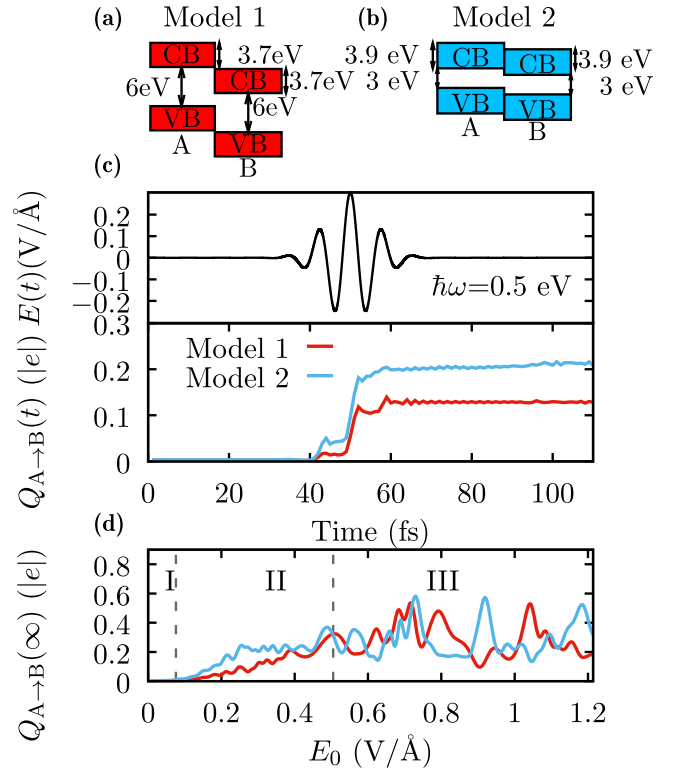 (a) Model 1
CB
3.7eV
6eV
CB
3.7eV
VB
6eV
A
VB
B
(b) Model 2
3.9 eV
CB
CB
3.9 eV
3 eV
3 eV
VB
VB
A
B
(c)
E(t)(V/Å)
0.2
0.1
0
−0.1
−0.2
ℏω=0.5 eV
Q_{A→B}(t) (|e|)
0.3
0.2
0.1
0
Model 1
Model 2
0 20 40 60 80 100
Time (fs)
(d)
Q_{A→B}(∞) (|e|)
0.8
0.6
0.4
0.2
0
I II III
0 0.2 0.4 0.6 0.8 1 1.2
E_0 (V/Å)